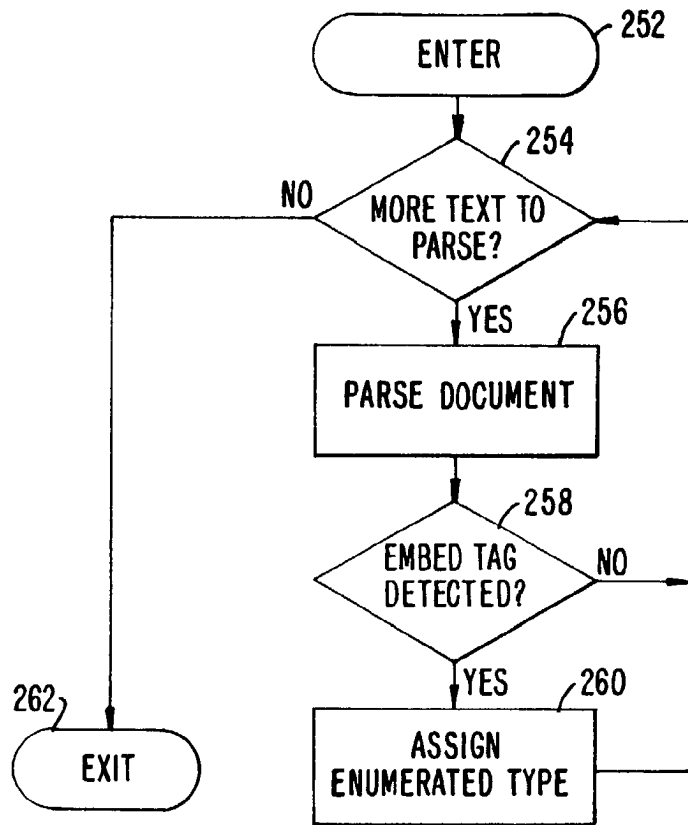 ENTER
252
254
NO
MORE TEXT TO
PARSE?
YES
256
PARSE DOCUMENT
258
EMBED TAG
DETECTED?
NO
YES
260
262
EXIT
ASSIGN
ENUMERATED TYPE